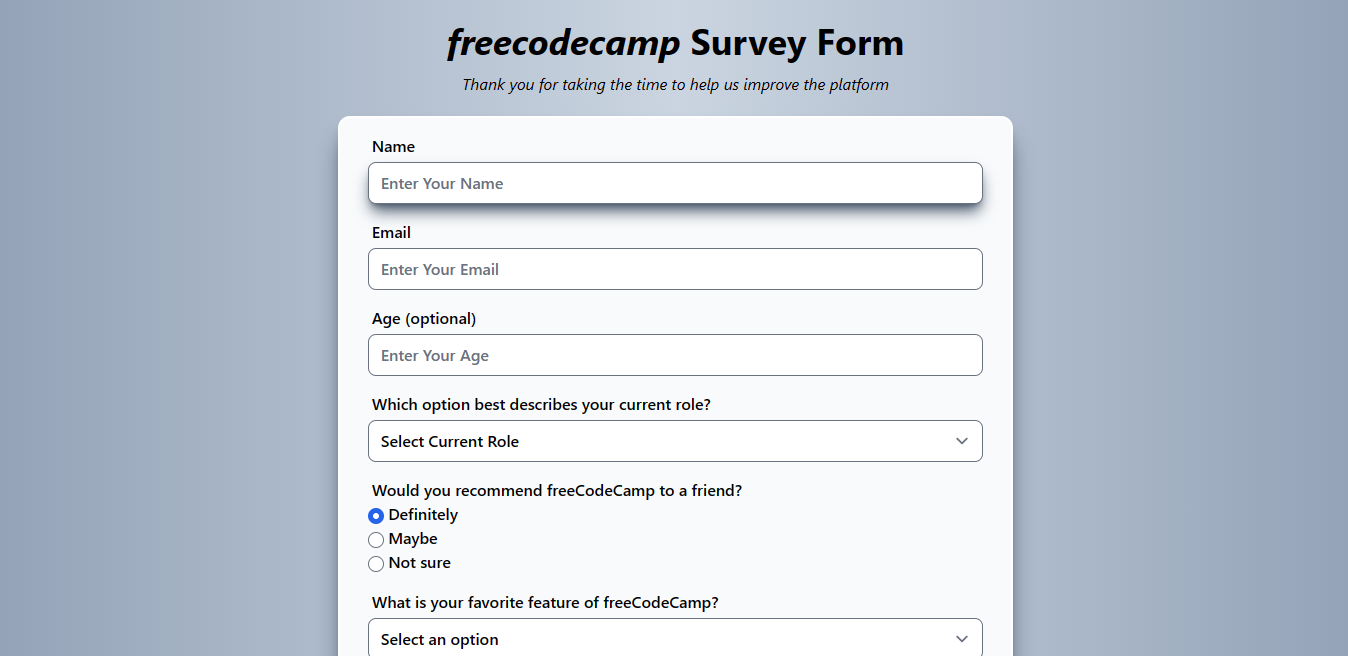 freecodecamp Survey Form
Thank you for taking the time to help us improve the platform
Name
Enter Your Name
Email
Enter Your Email
Age (optional)
Enter Your Age
Which option best describes your current role?
Select Current Role
Would you recommend freeCodeCamp to a friend?
Definitely
Maybe
Not sure
What is your favorite feature of freeCodeCamp?
Select an option